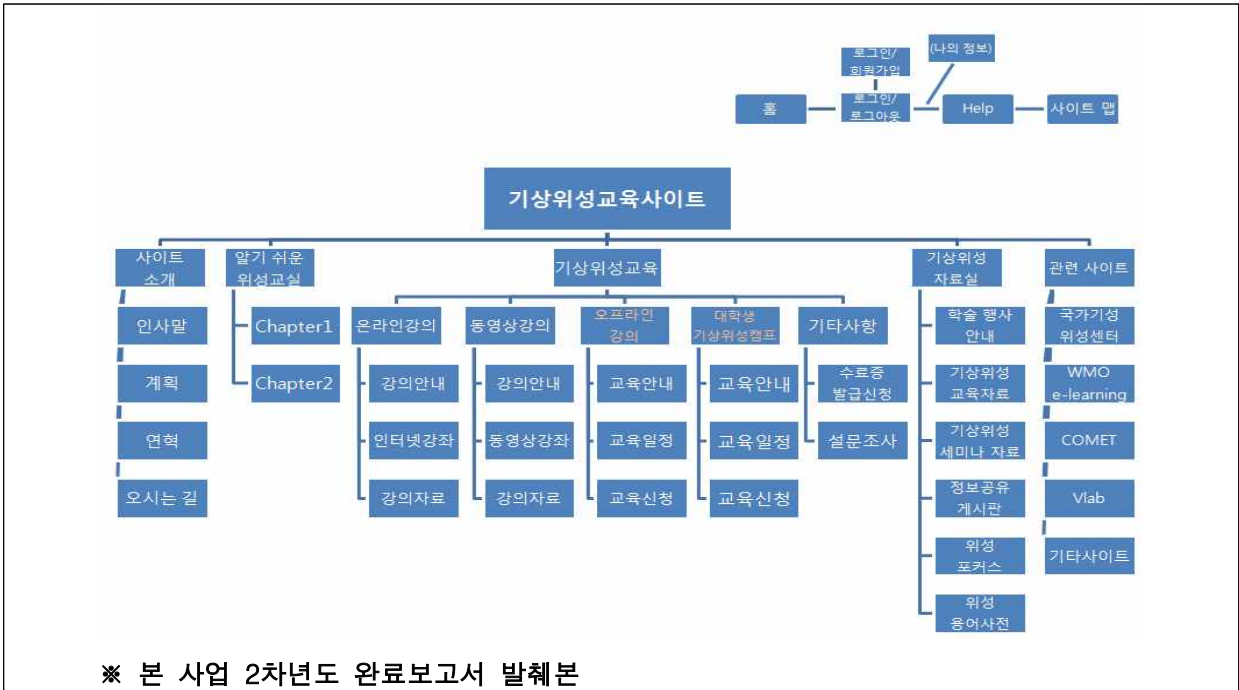 로그인/
회원가입
(나의 정보)
홈
로그인/
로그아웃
Help
사이트 맵
기상위성교육사이트
사이트
소개
인사말
계획
연혁
오시는 길
알기 쉬운
위성교실
Chapter1
Chapter2
기상위성교육
온라인강의
강의안내
인터넷강좌
강의자료
동영상강의
강의안내
동영상강좌
강의자료
오프라인
강의
교육안내
교육일정
교육신청
대학생
기상위성캠프
교육안내
교육일정
교육신청
기타사항
수료증
발급신청
설문조사
기상위성
자료실
학술 행사
안내
기상위성
교육자료
기상위성
세미나 자료
정보공유
게시판
위성
포커스
위성
용어사전
관련 사이트
국가기성
위성센터
WMO
e-learning
COMET
Vlab
기타사이트
※ 본 사업 2차년도 완료보고서 발췌본